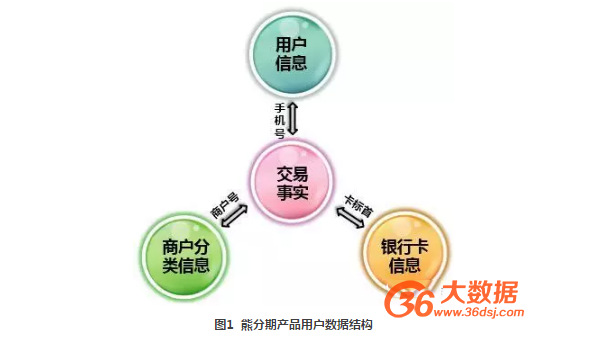 用户
信息
手机号
交易
事实
商户号
卡标首
商户分
类信息
银行卡
信息
36大数据
www.36dsj.com
图1 能分期产品用户数据结构